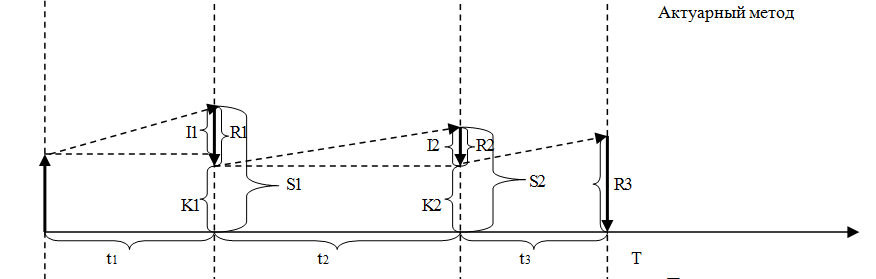 Актуарный метод
I1
R1
I2
R2
S1
S2
R3
K1
K2
t1
t2
t3
T